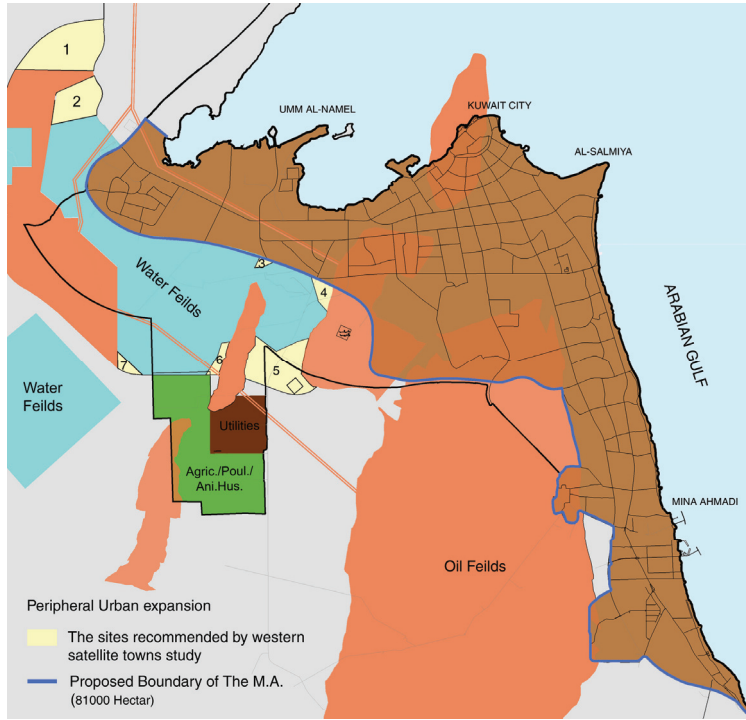 1
2
UMM AL-NAMEL
KUWAIT CITY
AL-SALMIYA
ARABIAN GULF
Water Feilds
3
4
5
6
7
Water
Feilds
Utilities
Agric./Poul./
Ani.Hus.
MINA AHMADI
Oil Feilds
Peripheral Urban expansion
The sites recommended by western
satellite towns study
Proposed Boundary of The M.A.
(81000 Hectar)